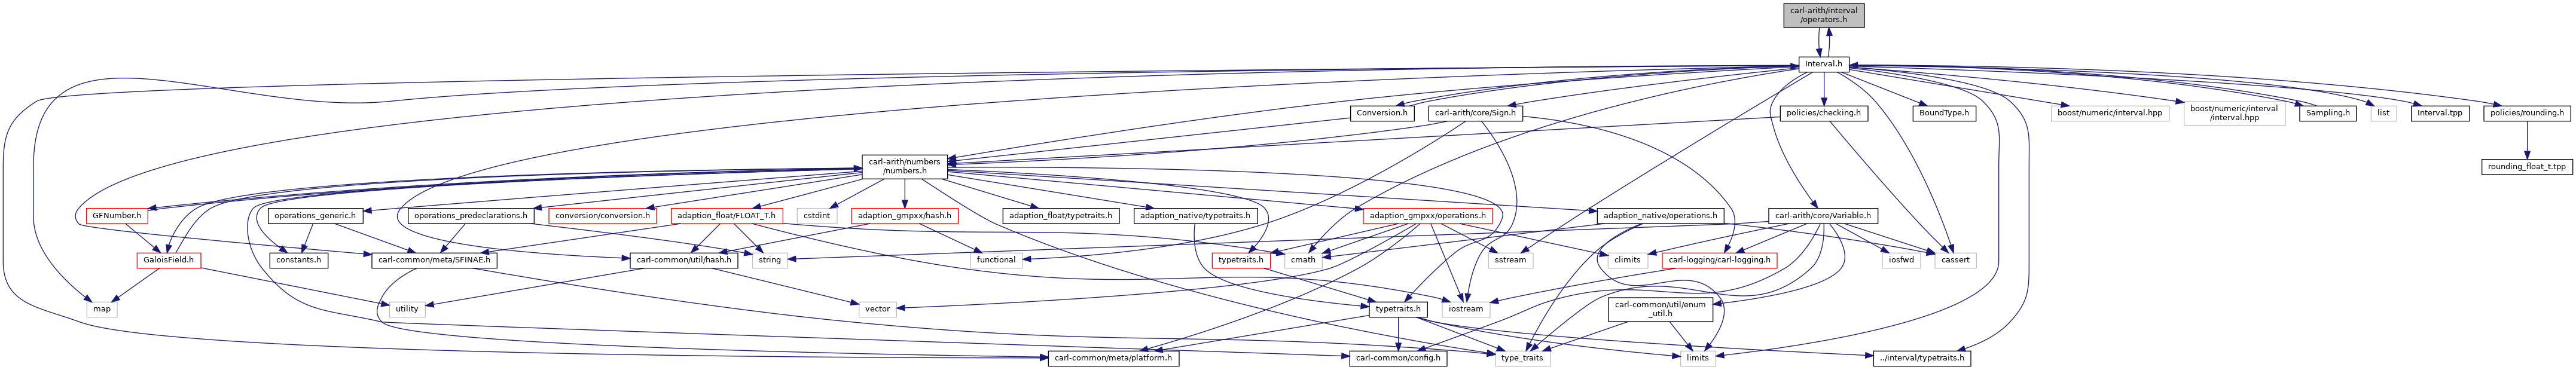 carl-arith/interval
/operators.h
Interval.h
Conversion.h
carl-arith/core/Sign.h
policies/checking.h
BoundType.h
boost/numeric/interval.hpp
boost/numeric/interval
/interval.hpp
Sampling.h
list
Interval.tpp
policies/rounding.h
carl-arith/numbers
/numbers.h
rounding_float_t.tpp
GFNumber.h
operations_generic.h
operations_predeclarations.h
conversion/conversion.h
adaption_float/FLOAT_T.h
cstdint
adaption_gmpxx/hash.h
adaption_float/typetraits.h
adaption_native/typetraits.h
adaption_gmpxx/operations.h
adaption_native/operations.h
carl-arith/core/Variable.h
GaloisField.h
constants.h
carl-common/meta/SFINAE.h
carl-common/util/hash.h
string
functional
typetraits.h
cmath
sstream
climits
carl-logging/carl-logging.h
iosfwd
cassert
map
utility
vector
typetraits.h
iostream
carl-common/util/enum
_util.h
carl-common/meta/platform.h
carl-common/config.h
type_traits
limits
../interval/typetraits.h